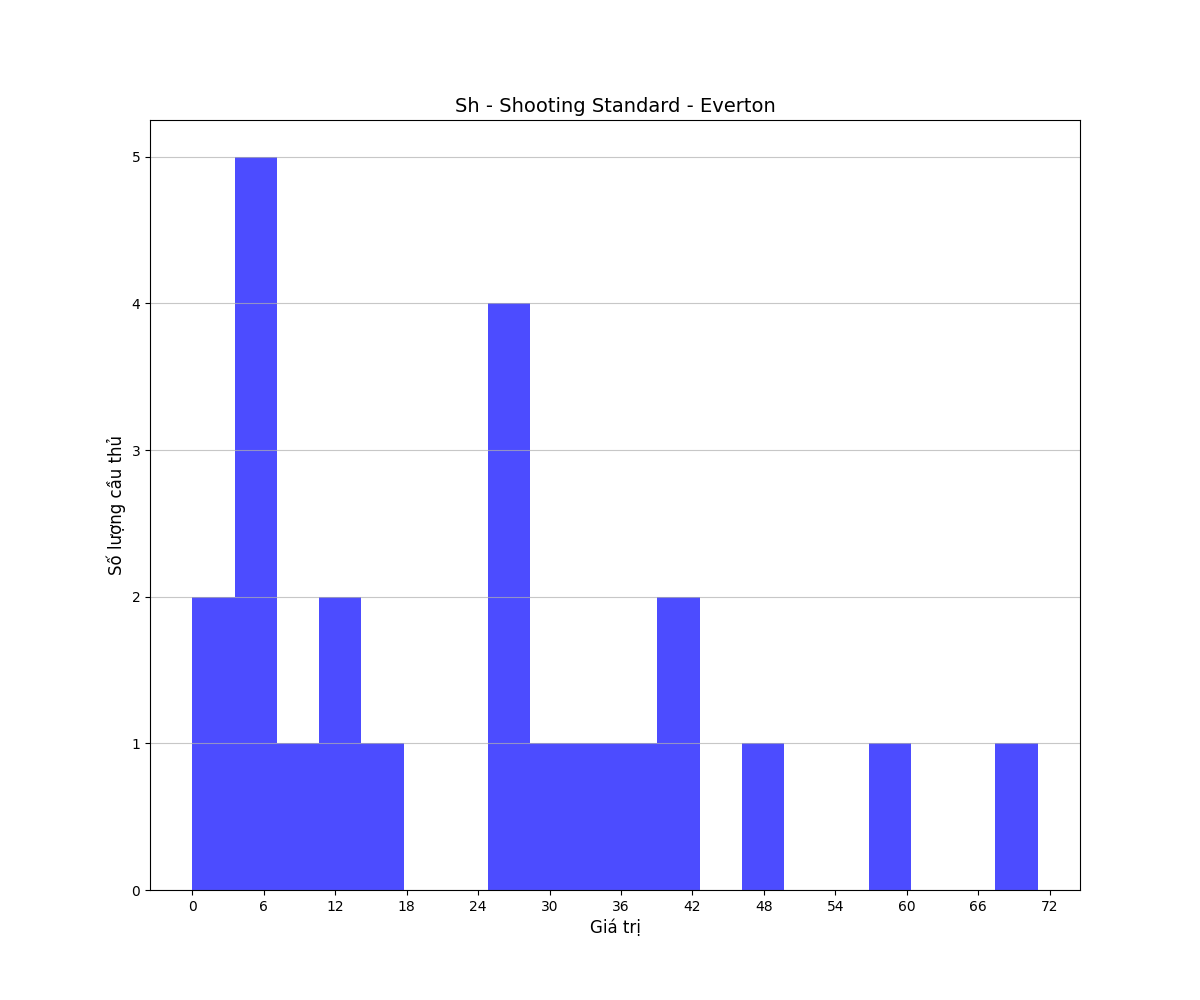 Sh - Shooting Standard - Everton
5
4
3
2
1
0
Số lượng cầu thủ
0 6 12 18 24 30 36 42 48 54 60 66 72
Giá trị